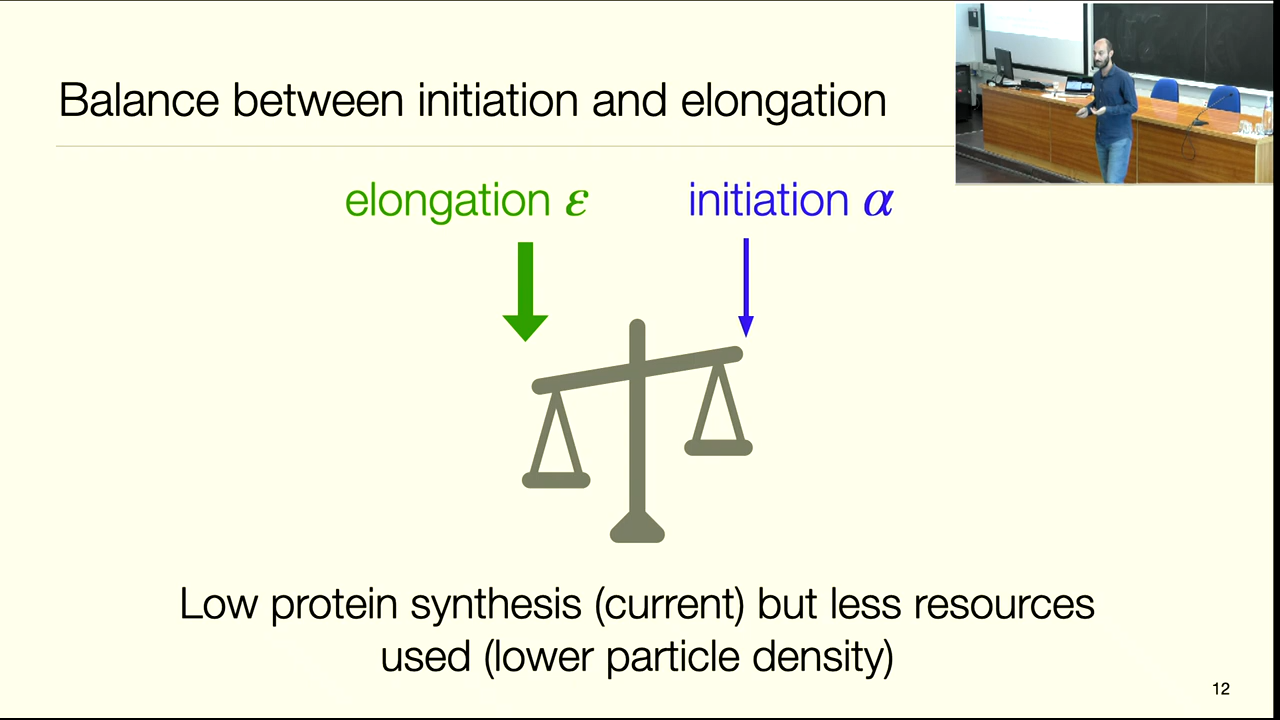 Balance between initiation and elongation
elongation ε
initiation α
Low protein synthesis (current) but less resources
used (lower particle density)
12